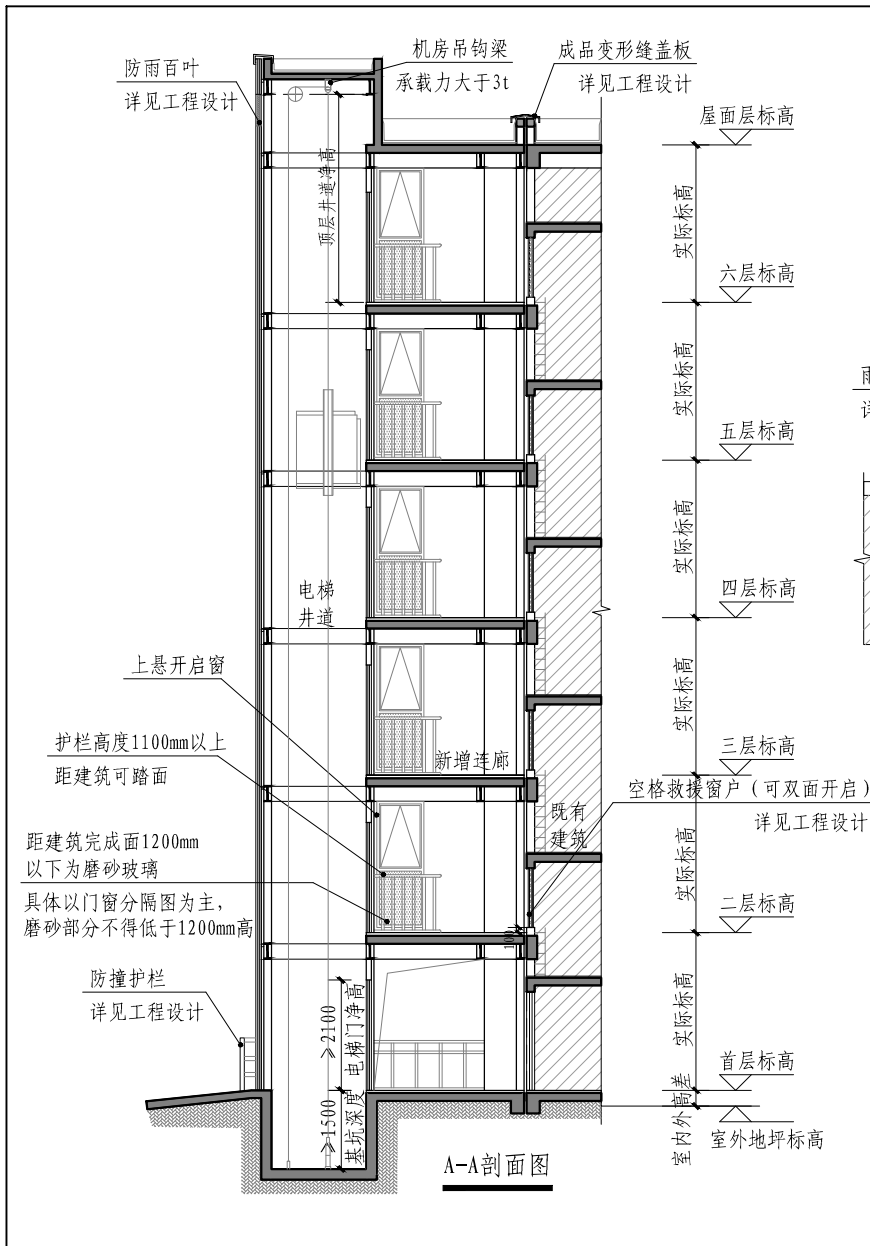 机房吊钩梁
承载力大于3t
成品变形缝盖板
详见工程设计
防雨百叶
详见工程设计
屋面层标高
顶层井道净高
实际标高
六层标高
实际标高
雨
五层标高
实际标高
电梯
井道
四层标高
上悬开启窗
实际标高
护栏高度1100mm以上
距建筑可踏面
新增连廊
三层标高
空格救援窗户（可双面开启）
详见工程设计
既有
建筑
实际标高
距建筑完成面1200mm
以下为磨砂玻璃
具体以门窗分隔图为主，
磨砂部分不得低于1200mm高
二层标高
100
防撞护栏
详见工程设计
≥2100
电梯门净高
实际标高
首层标高
≥1500
基坑深度
室内外高差
室外地坪标高
A-A剖面图